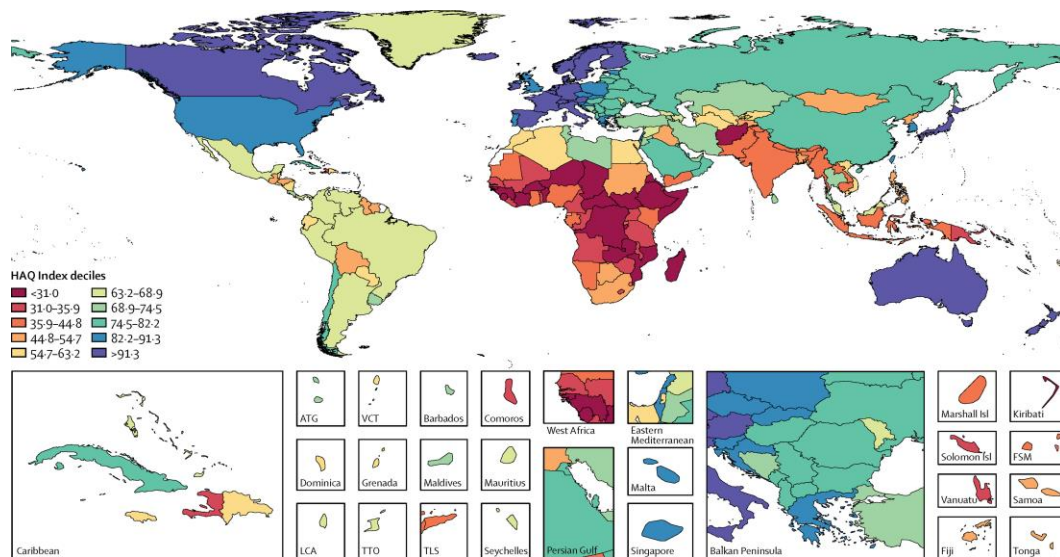 HAQ Index deciles
<31·0
31·0–35·9
35·9–44·8
44·8–54·7
54·7–63·2
63·2–68·9
68·9–74·5
74·5–82·2
82·2–91·3
>91·3
Caribbean
ATG
VCT
Barbados
Comoros
Dominica
Grenada
Maldives
Mauritius
LCA
TTO
TLS
Seychelles
West Africa
Eastern
Mediterranean
Persian Gulf
Malta
Singapore
Balkan Peninsula
Marshall Isl
Kiribati
Solomon Isl
FSM
Vanuatu
Samoa
Fiji
Tonga